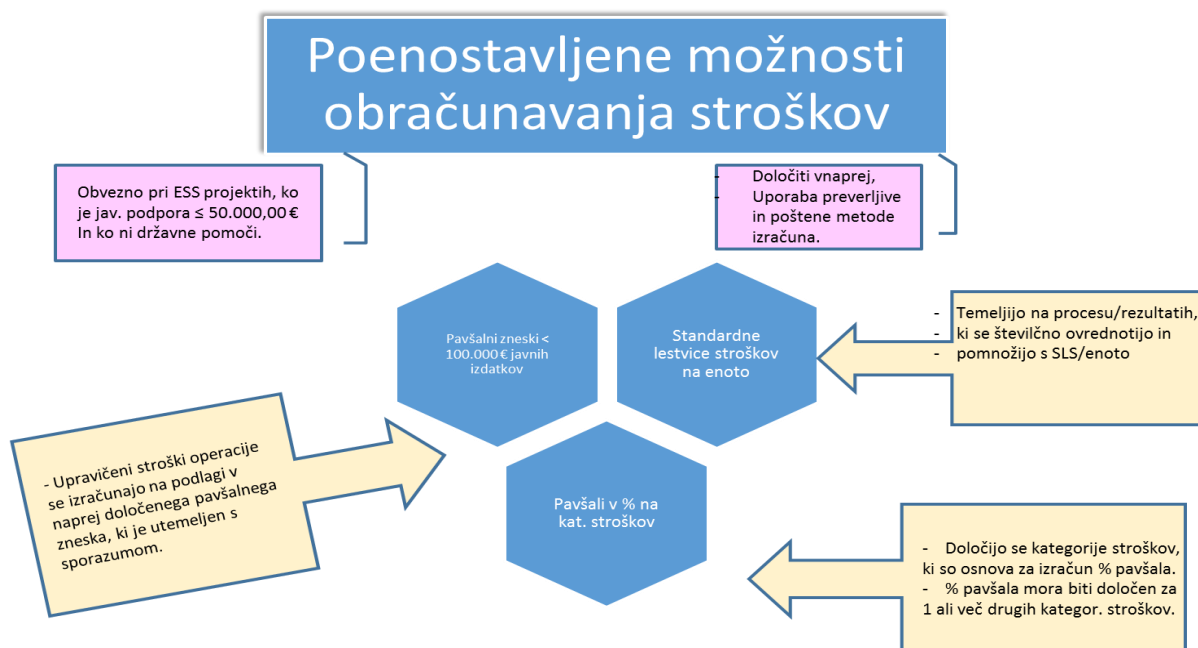 Poenostavljene možnosti
obračunavanja stroškov
Obvezno pri ESS projektih, ko
je jav. podpora ≤ 50.000,00 €
In ko ni državne pomoči.
- Določiti vnaprej,
- Uporaba preverljive
in poštene metode
izračuna.
Pavšalni zneski <
100.000 € javnih
izdatkov
Standardne
lestvice stroškov
na enoto
- Temeljijo na procesu/rezultatih,
- ki se številčno ovrednotijo in
- pomnožijo s SLS/enoto
- Upravičeni stroški operacije
se izračunajo na podlagi v
naprej določenega pavšalnega
zneska, ki je utemeljen s
sporazumom.
Pavšali v % na
kat. stroškov
- Določijo se kategorije stroškov,
ki so osnova za izračun % pavšala.
- % pavšala mora biti določen za
1 ali več drugih kategor. stroškov.